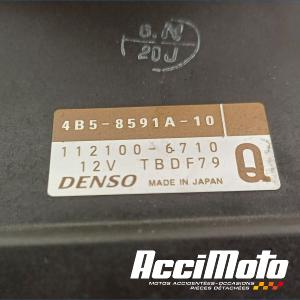 G.N
20J
4B5-8591A-10
112100-6710
12V TBDF79
DENSO MADE IN JAPAN
Q
AcciMoto
MOTOS ACCIDENTÉES-OCCASIONS
PIÈCES DÉTACHÉES